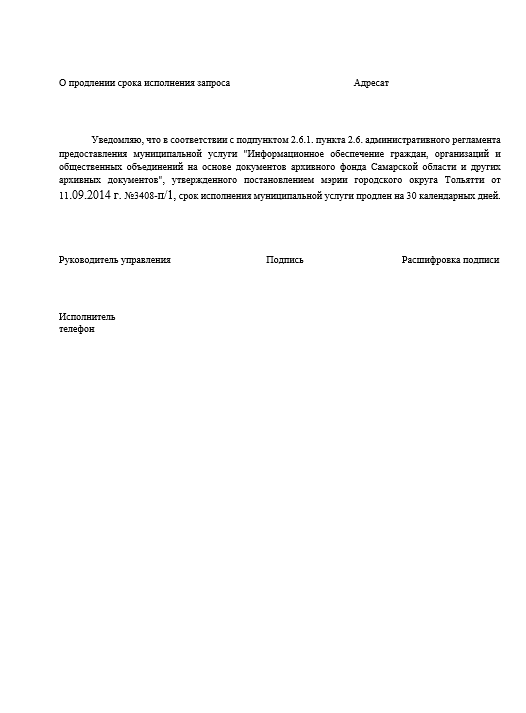 О продлении срока исполнения запроса Адресат
Уведомляю, что в соответствии с подпунктом 2.6.1. пункта 2.6. административного регламента
предоставления муниципальной услуги "Информационное обеспечение граждан, организаций и
общественных объединений на основе документов архивного фонда Самарской области и других
архивных документов", утвержденного постановлением мэрии городского округа Тольятти от
11.09.2014 г. №3408-п/1, срок исполнения муниципальной услуги продлен на 30 календарных дней.
Руководитель управления Подпись Расшифровка подписи
Исполнитель
телефон